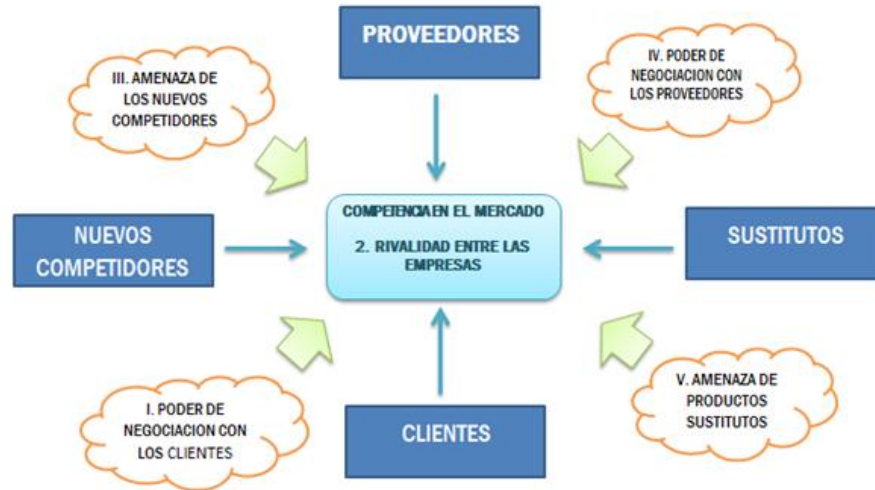 PROVEEDORES
III. AMENAZA DE
LOS NUEVOS
COMPETIDORES
IV. PODER DE
NEGOCIACION CON
LOS PROVEEDORES
COMPETENCIA EN EL MERCADO
2. RIVALIDAD ENTRE LAS
EMPRESAS
NUEVOS
COMPETIDORES
SUSTITUTOS
I. PODER DE
NEGOCIACION CON
LOS CLIENTES
CLIENTES
V. AMENAZA DE
PRODUCTOS
SUSTITUTOS